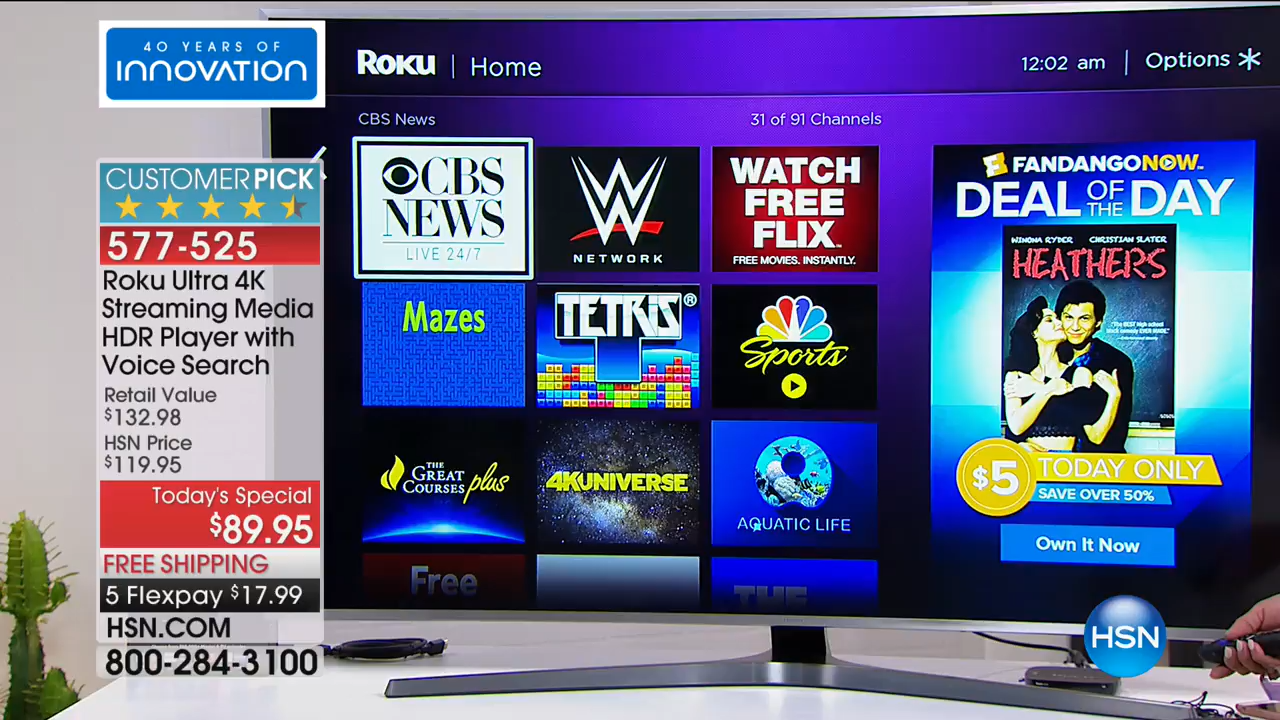 40 YEARS OF
INNOVATION
CUSTOMER PICK
577-525
Roku Ultra 4K
Streaming Media
HDR Player with
Voice Search
Retail Value
$132.98
HSN Price
$119.95
Today's Special
$89.95
FREE SHIPPING
5 Flexpay $17.99
HSN.COM
800-284-3100
Roku | Home
12:02 am | Options
CBS News
31 of 91 Channels
CBS
NEWS
LIVE 24/7
W
NETWORK
WATCH
FREE
FLIX
FREE MOVIES. INSTANTLY.
Mazes
TETRIS®
Sports
THE
GREAT
COURSES plus
4KUNIVERSE
AQUATIC LIFE
Free
THE
FANDANGONOW
DEAL OF THE DAY
WINONA RYDER CHRISTIAN SLATER
HEATHERS
$5 TODAY ONLY
SAVE OVER 50%
Own It Now
HSN